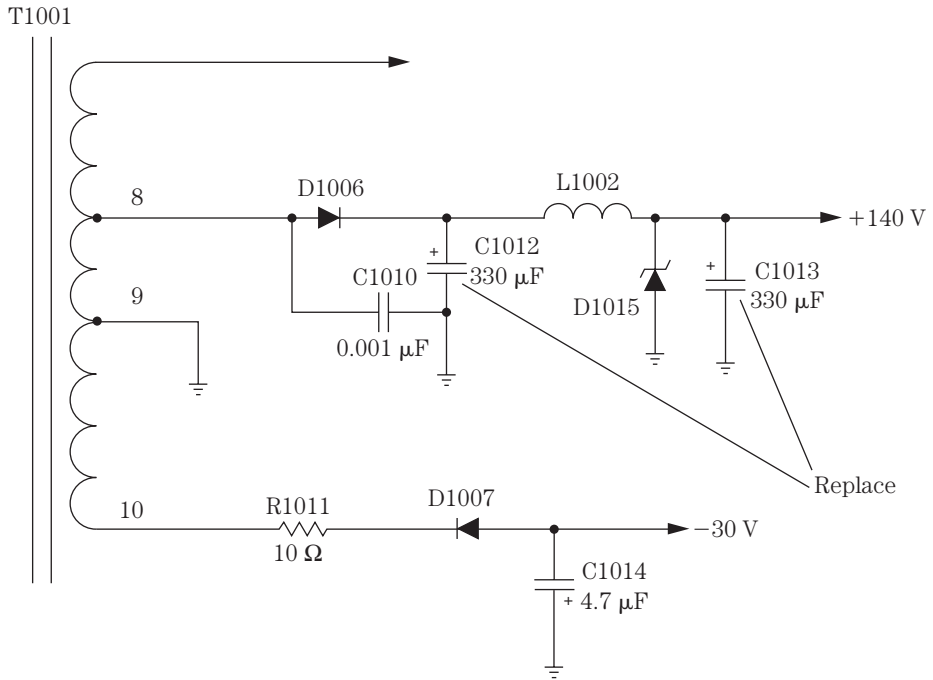 T1001
8
D1006
L1002
+140 V
+
C1012
330 μF
C1010
0.001 μF
D1015
+
C1013
330 μF
9
Replace
10
R1011
10 Ω
D1007
−30 V
C1014
+ 4.7 μF